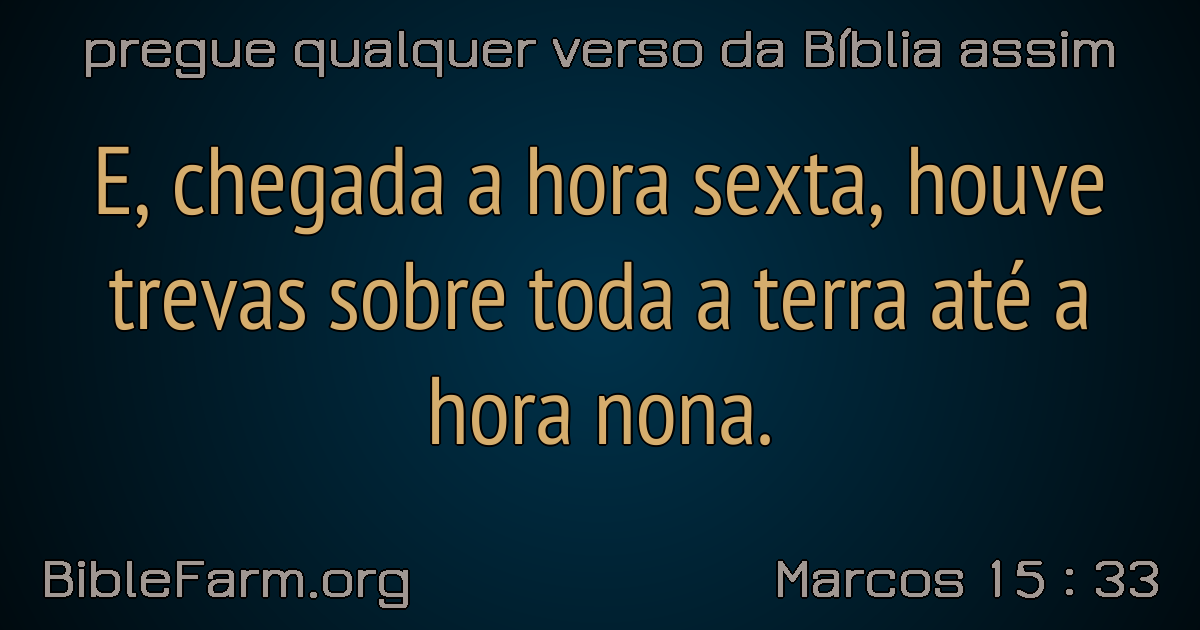 pregue qualquer verso da Bíblia assim
E, chegada a hora sexta, houve
trevas sobre toda a terra até a
hora nona.
BibleFarm.org
Marcos 15 : 33